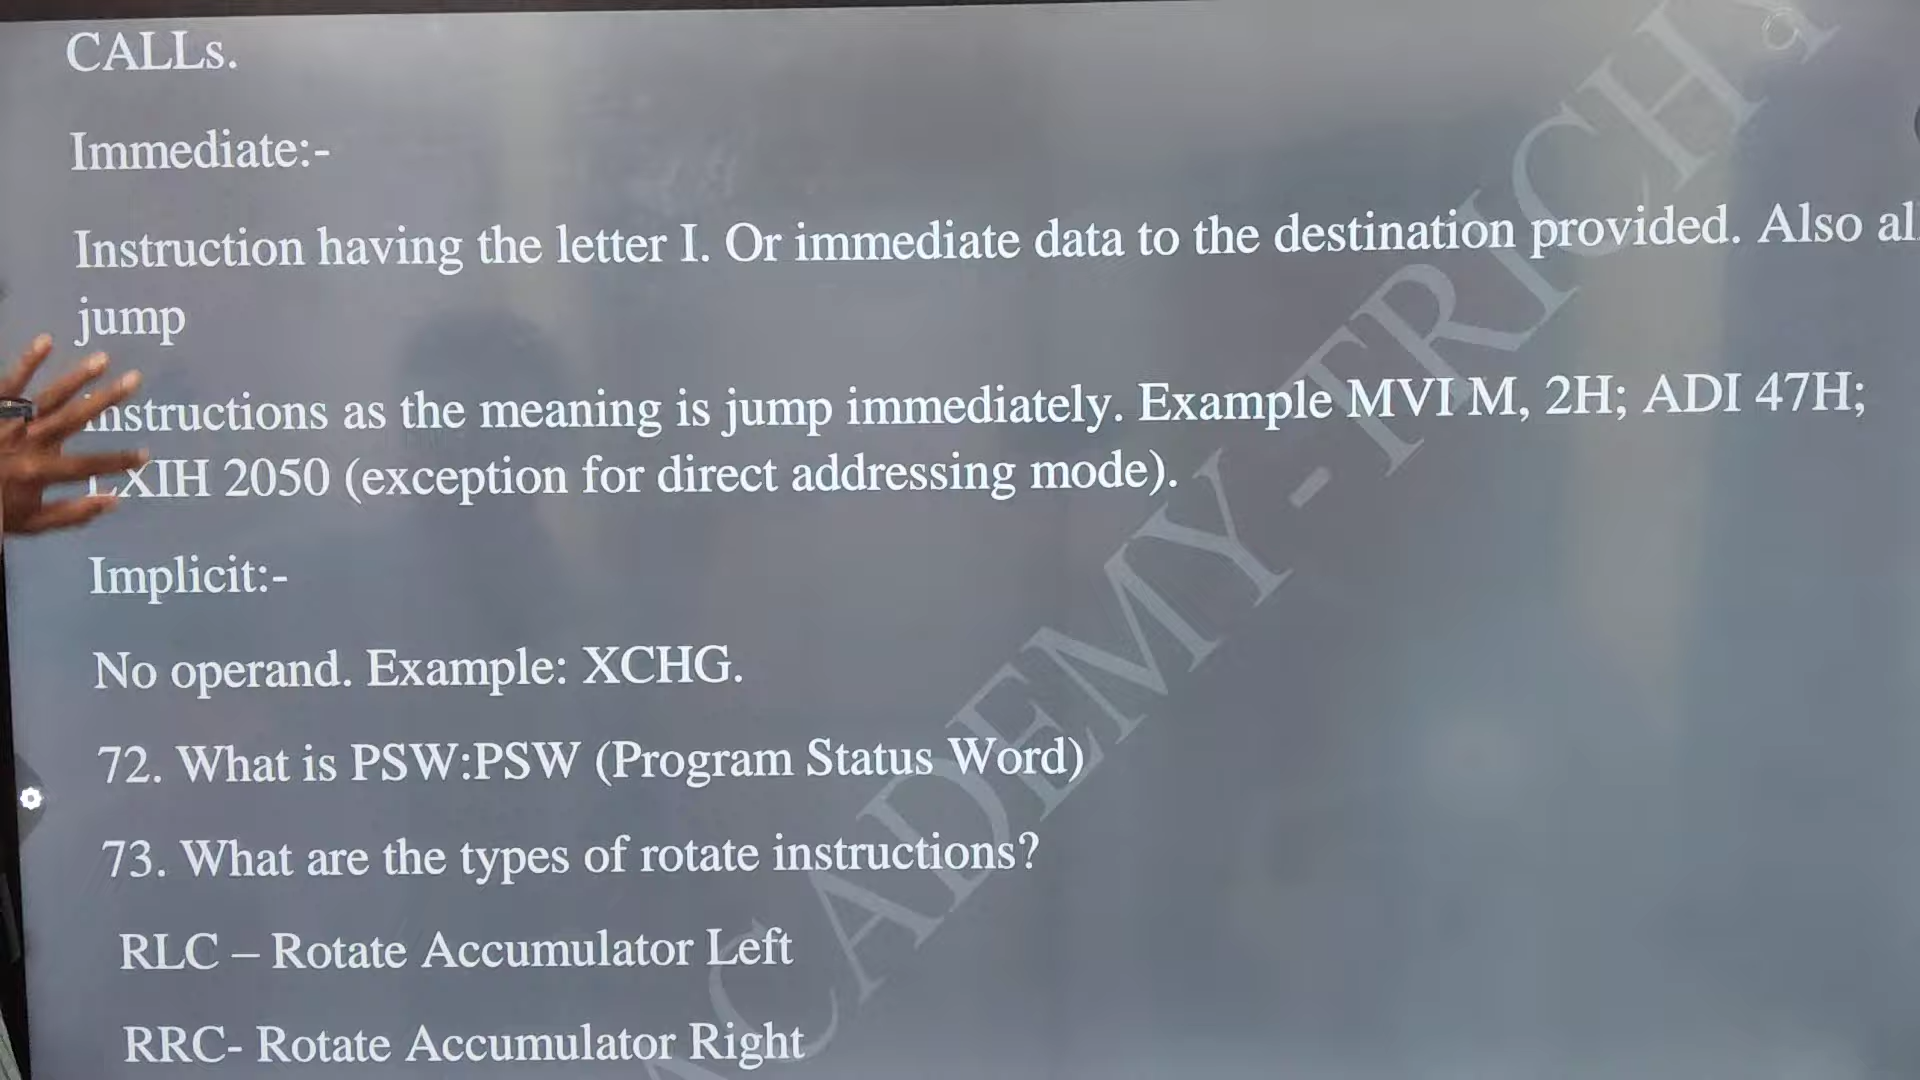 CALLs.
Immediate:-
Instruction having the letter I. Or immediate data to the destination provided. Also al
jump
instructions as the meaning is jump immediately. Example MVI M, 2H; ADI 47H;
LXIH 2050 (exception for direct addressing mode).
Implicit:-
No operand. Example: XCHG.
72. What is PSW:PSW (Program Status Word)
73. What are the types of rotate instructions?
RLC – Rotate Accumulator Left
RRC- Rotate Accumulator Right
ACADEMY - TRICHY